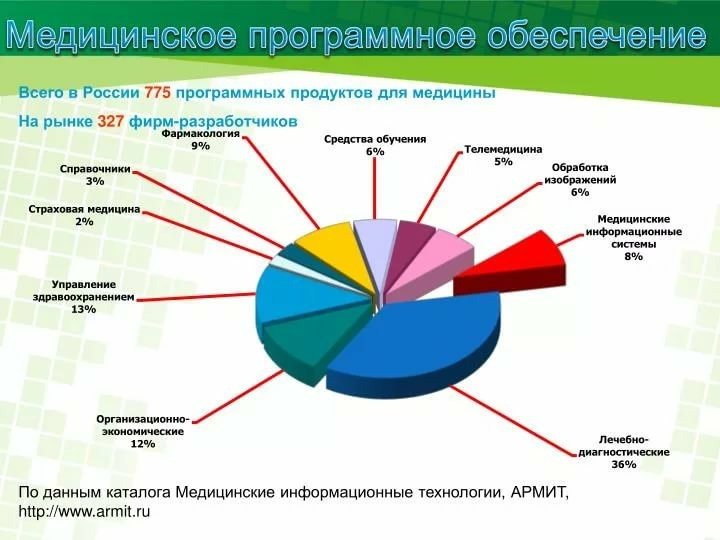 Медицинское программное обеспечение
Всего в России 775 программных продуктов для медицины
На рынке 327 фирм-разработчиков
Фармакология
9%
Средства обучения
6%
Телемедицина
5%
Обработка
изображений
6%
Справочники
3%
Страховая медицина
2%
Медицинские
информационные
системы
8%
Управление
здравоохранением
13%
Организационно-
экономические
12%
Лечебно-
диагностические
36%
По данным каталога Медицинские информационные технологии, АРМИТ,
http://www.armit.ru